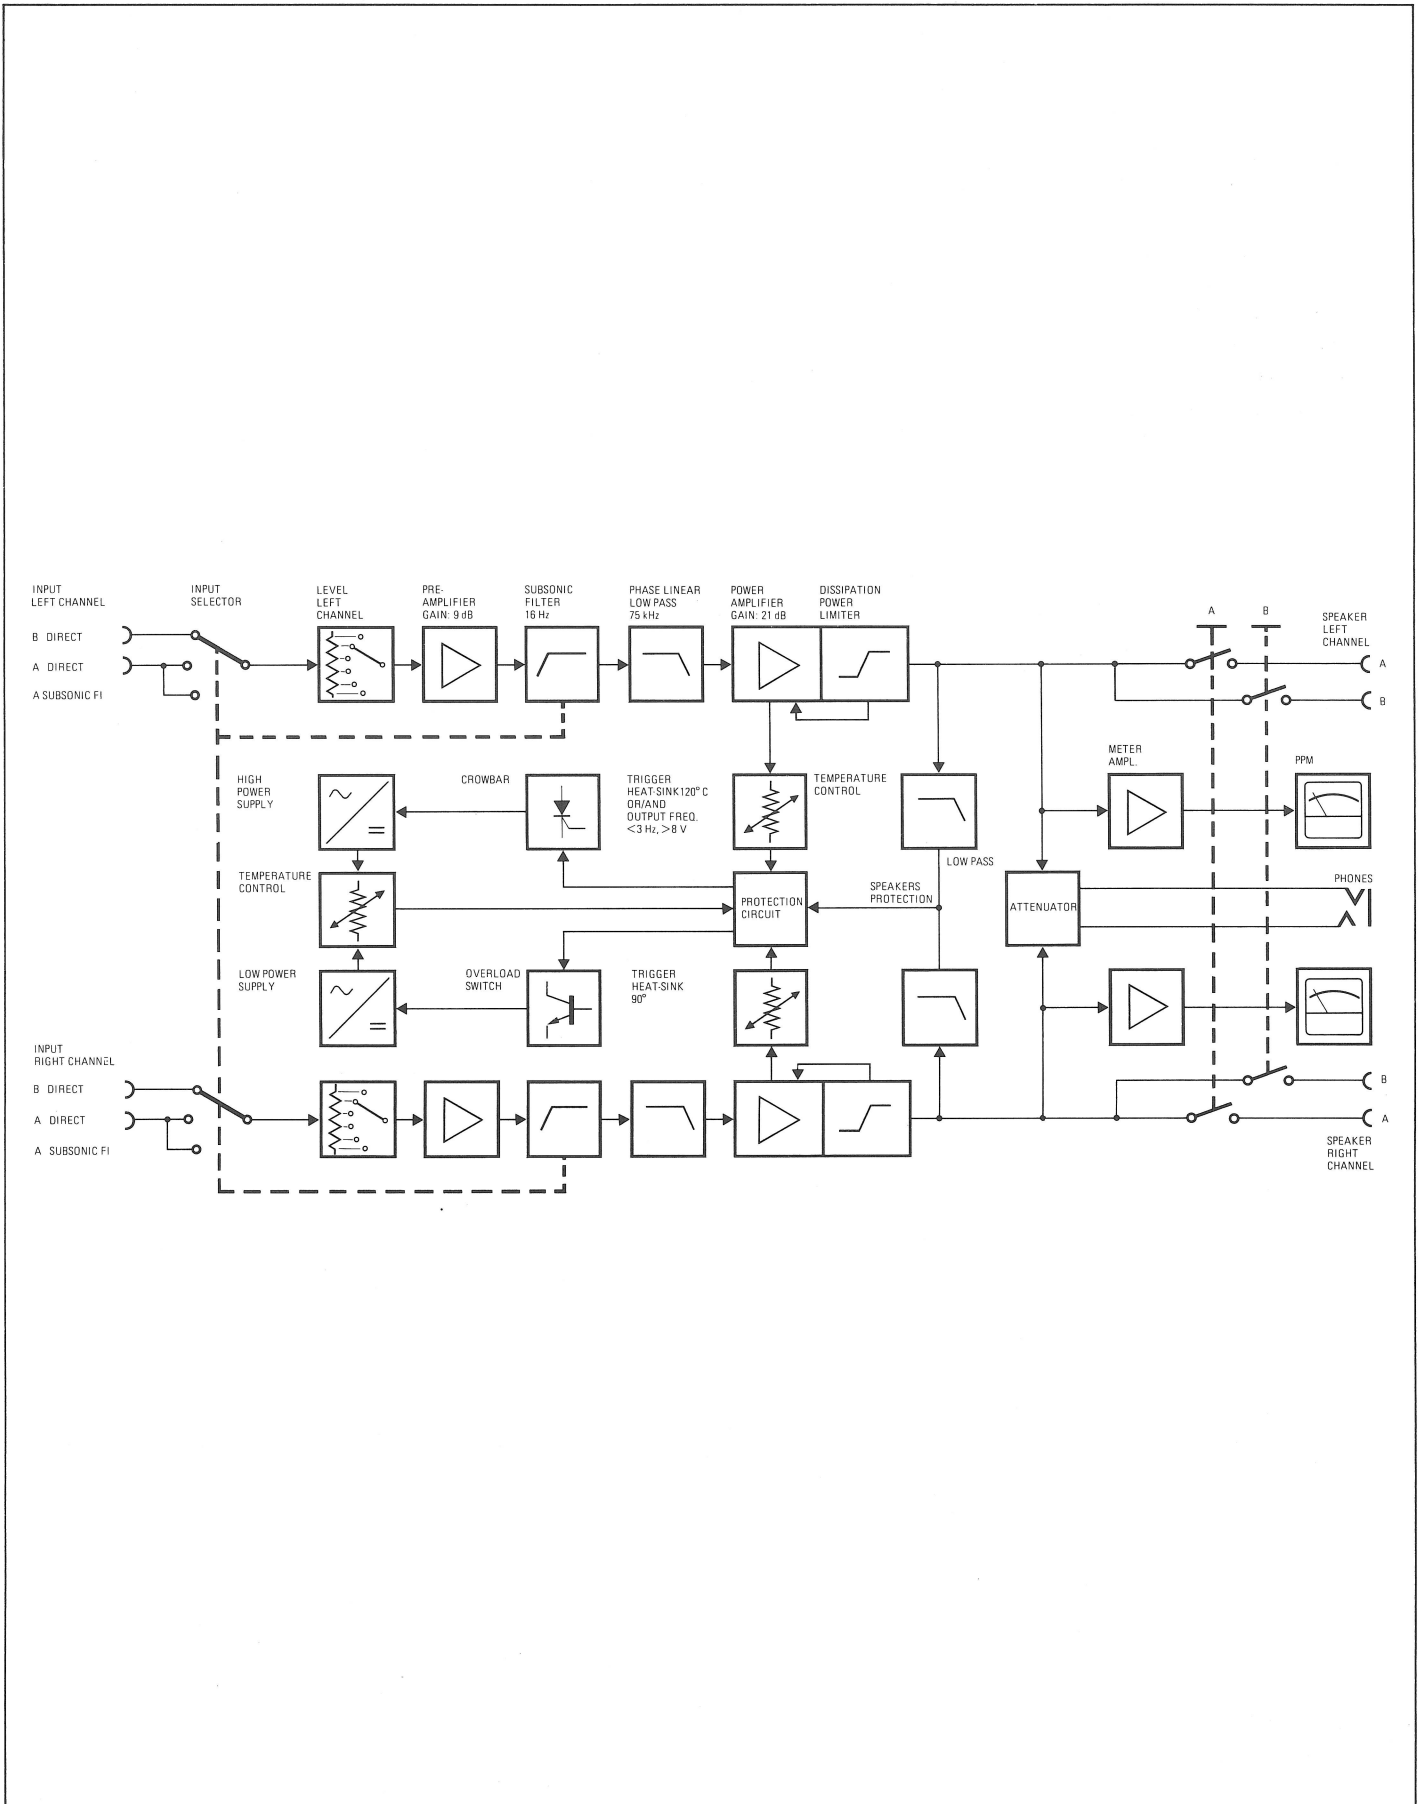 INPUT
LEFT CHANNEL
INPUT
SELECTOR
LEVEL
LEFT
CHANNEL
PRE-
AMPLIFIER
GAIN: 9 dB
SUBSONIC
FILTER
16 Hz
PHASE LINEAR
LOW PASS
75 kHz
POWER
AMPLIFIER
GAIN: 21 dB
DISSIPATION
POWER
LIMITER
A
B
SPEAKER
LEFT
CHANNEL
B DIRECT
A DIRECT
A SUBSONIC FI
A
B
HIGH
POWER
SUPPLY
CROWBAR
TRIGGER
HEAT-SINK 120° C
OR/AND
OUTPUT FREQ.
<3 Hz, >8 V
TEMPERATURE
CONTROL
METER
AMPL.
PPM
LOW PASS
TEMPERATURE
CONTROL
PROTECTION
CIRCUIT
SPEAKERS
PROTECTION
ATTENUATOR
PHONES
LOW POWER
SUPPLY
OVERLOAD
SWITCH
TRIGGER
HEAT-SINK
90°
INPUT
RIGHT CHANNEL
B DIRECT
A DIRECT
A SUBSONIC FI
B
A
SPEAKER
RIGHT
CHANNEL